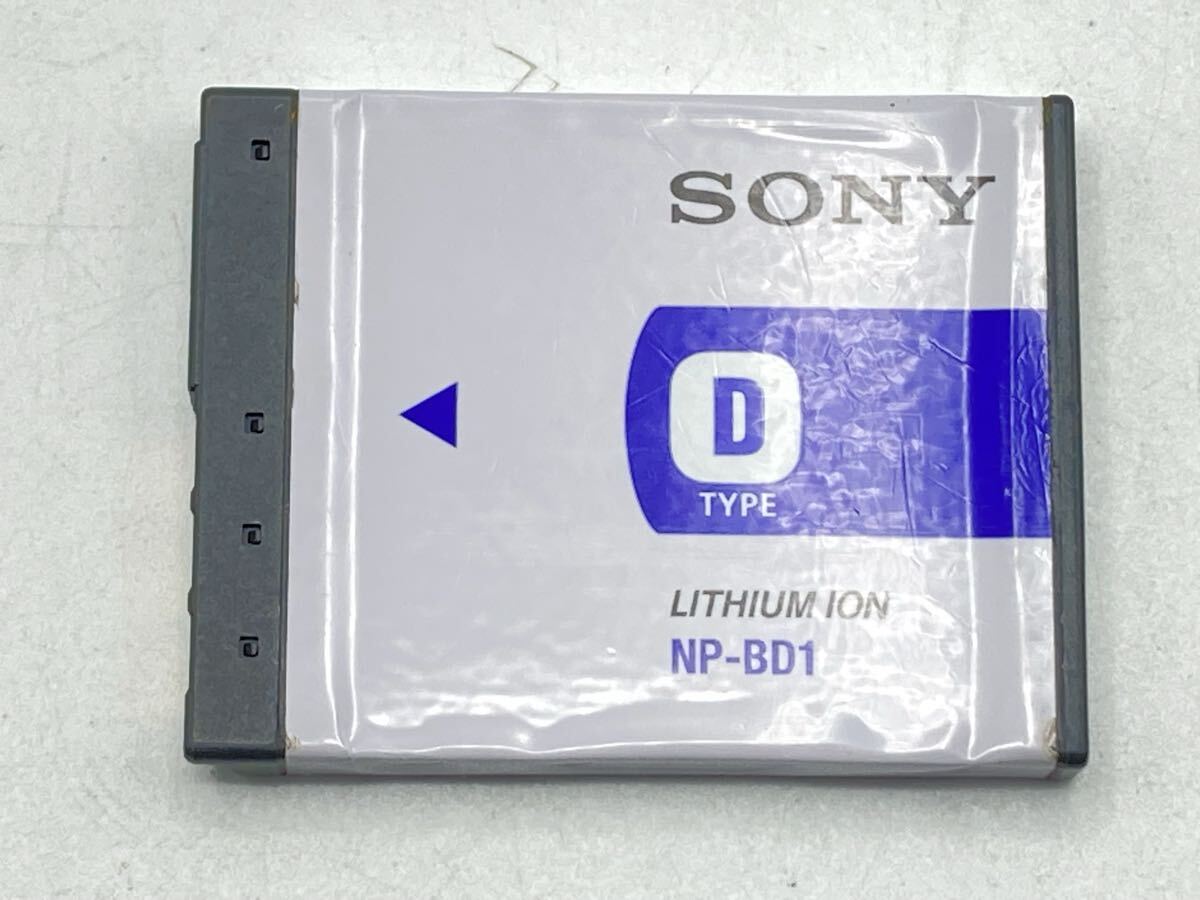 SONY
D
TYPE
LITHIUM ION
NP-BD1